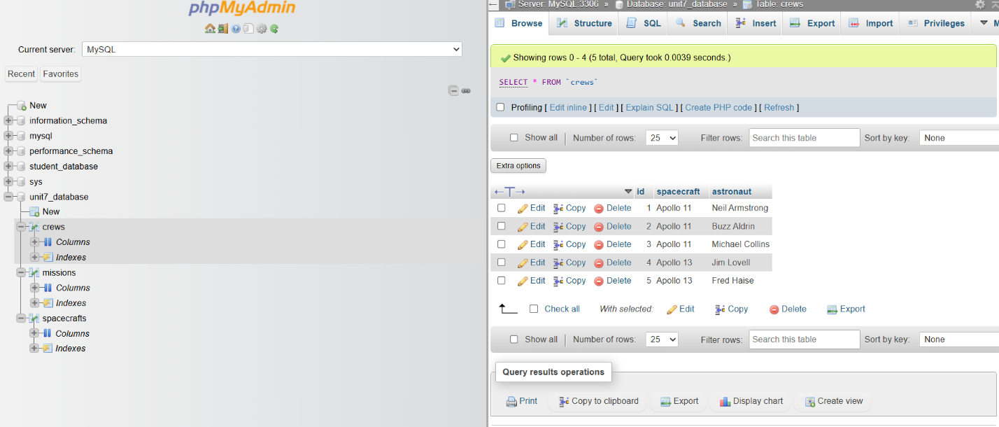 phpMyAdmin
Current server: MySQL
Recent Favorites
New
information_schema
mysql
performance_schema
student_database
sys
unit7_database
New
crews
Columns
Indexes
missions
Columns
Indexes
spacecrafts
Columns
Indexes
Server: MySQL:3306 » Database: unit7_database » Table: crews
Browse Structure SQL Search Insert Export Import Privileges M
Showing rows 0 - 4 (5 total, Query took 0.0039 seconds.)
SELECT * FROM `crews`
Profiling [ Edit inline ] [ Edit ] [ Explain SQL ] [ Create PHP code ] [ Refresh ]
Show all Number of rows: 25 Filter rows: Search this table Sort by key: None
Extra options
←T→ id spacecraft astronaut
Edit Copy Delete 1 Apollo 11 Neil Armstrong
Edit Copy Delete 2 Apollo 11 Buzz Aldrin
Edit Copy Delete 3 Apollo 11 Michael Collins
Edit Copy Delete 4 Apollo 13 Jim Lovell
Edit Copy Delete 5 Apollo 13 Fred Haise
Check all With selected: Edit Copy Delete Export
Show all Number of rows: 25 Filter rows: Search this table Sort by key: None
Query results operations
Print Copy to clipboard Export Display chart Create view